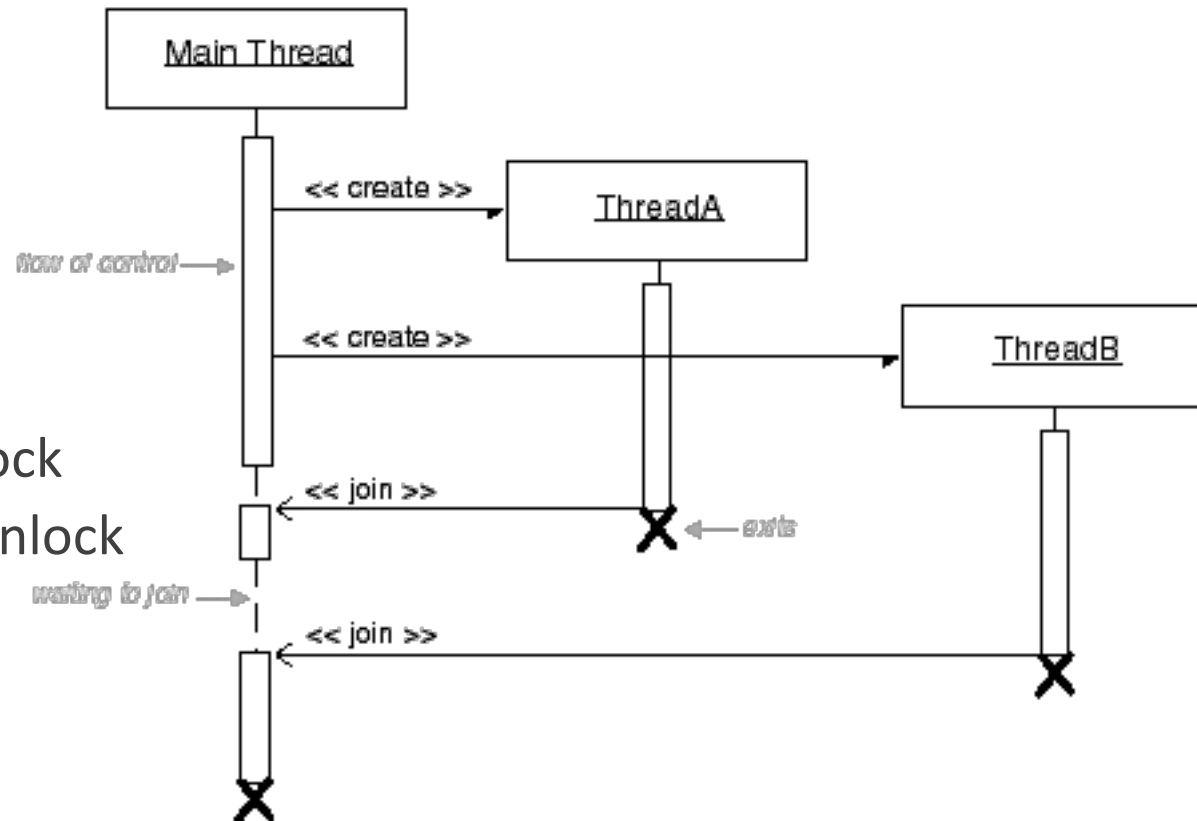 Main Thread
<< create >>
ThreadA
flow of control
<< create >>
ThreadB
ock
<< join >>
nlock
exits
waiting to join
<< join >>